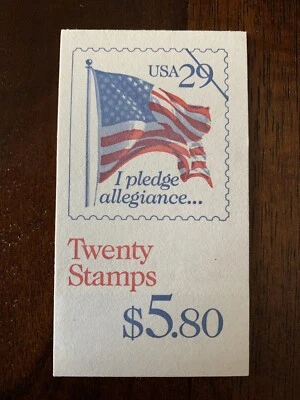 USA 29
I pledge
allegiance...
Twenty
Stamps
$5.80